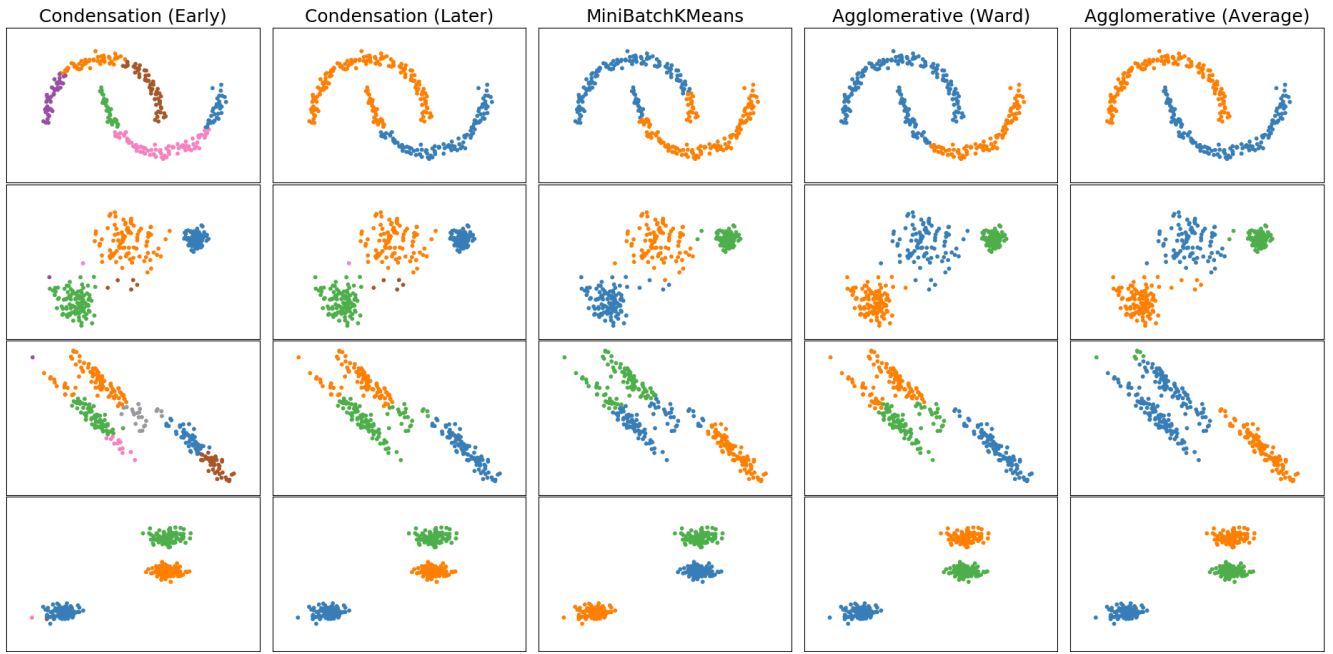 Condensation (Early)
Condensation (Later)
MiniBatchKMeans
Agglomerative (Ward)
Agglomerative (Average)